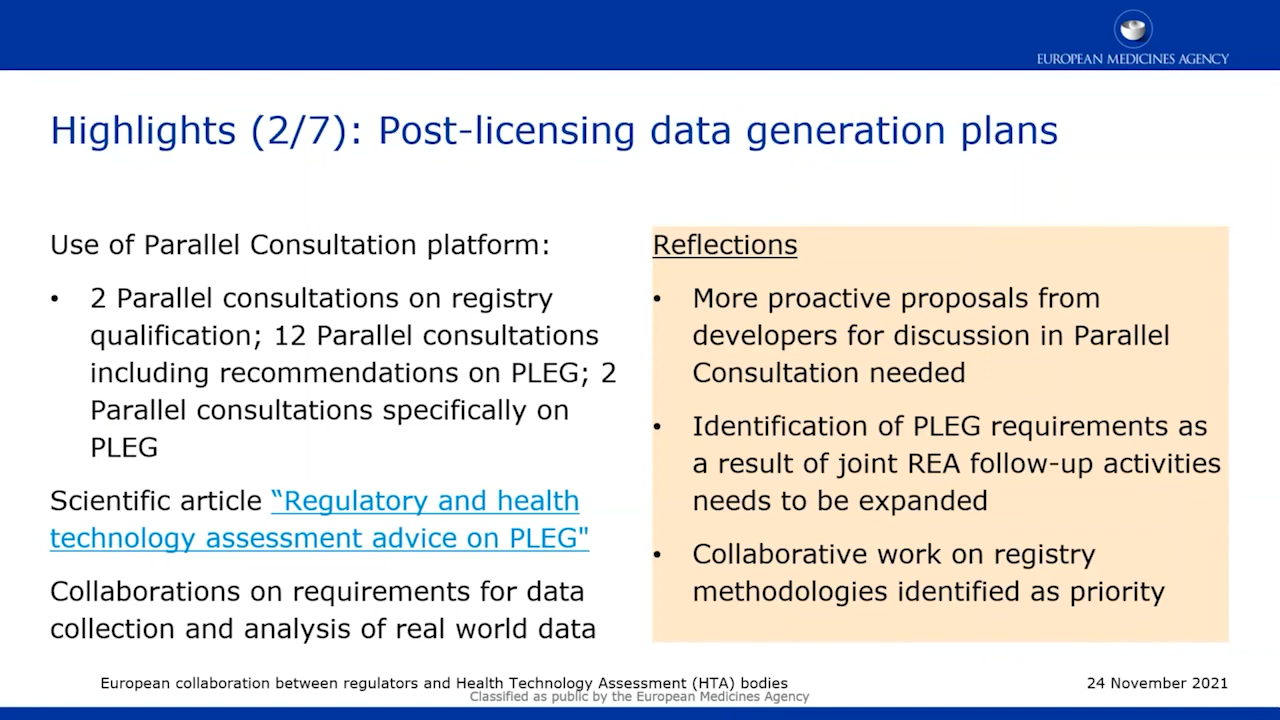 EUROPEAN MEDICINES AGENCY
Highlights (2/7): Post-licensing data generation plans
Use of Parallel Consultation platform:
• 2 Parallel consultations on registry
qualification; 12 Parallel consultations
including recommendations on PLEG; 2
Parallel consultations specifically on
PLEG
Scientific article “Regulatory and health
technology assessment advice on PLEG"
Collaborations on requirements for data
collection and analysis of real world data
Reflections
• More proactive proposals from
developers for discussion in Parallel
Consultation needed
• Identification of PLEG requirements as
a result of joint REA follow-up activities
needs to be expanded
• Collaborative work on registry
methodologies identified as priority
European collaboration between regulators and Health Technology Assessment (HTA) bodies
24 November 2021
Classified as public by the European Medicines Agency